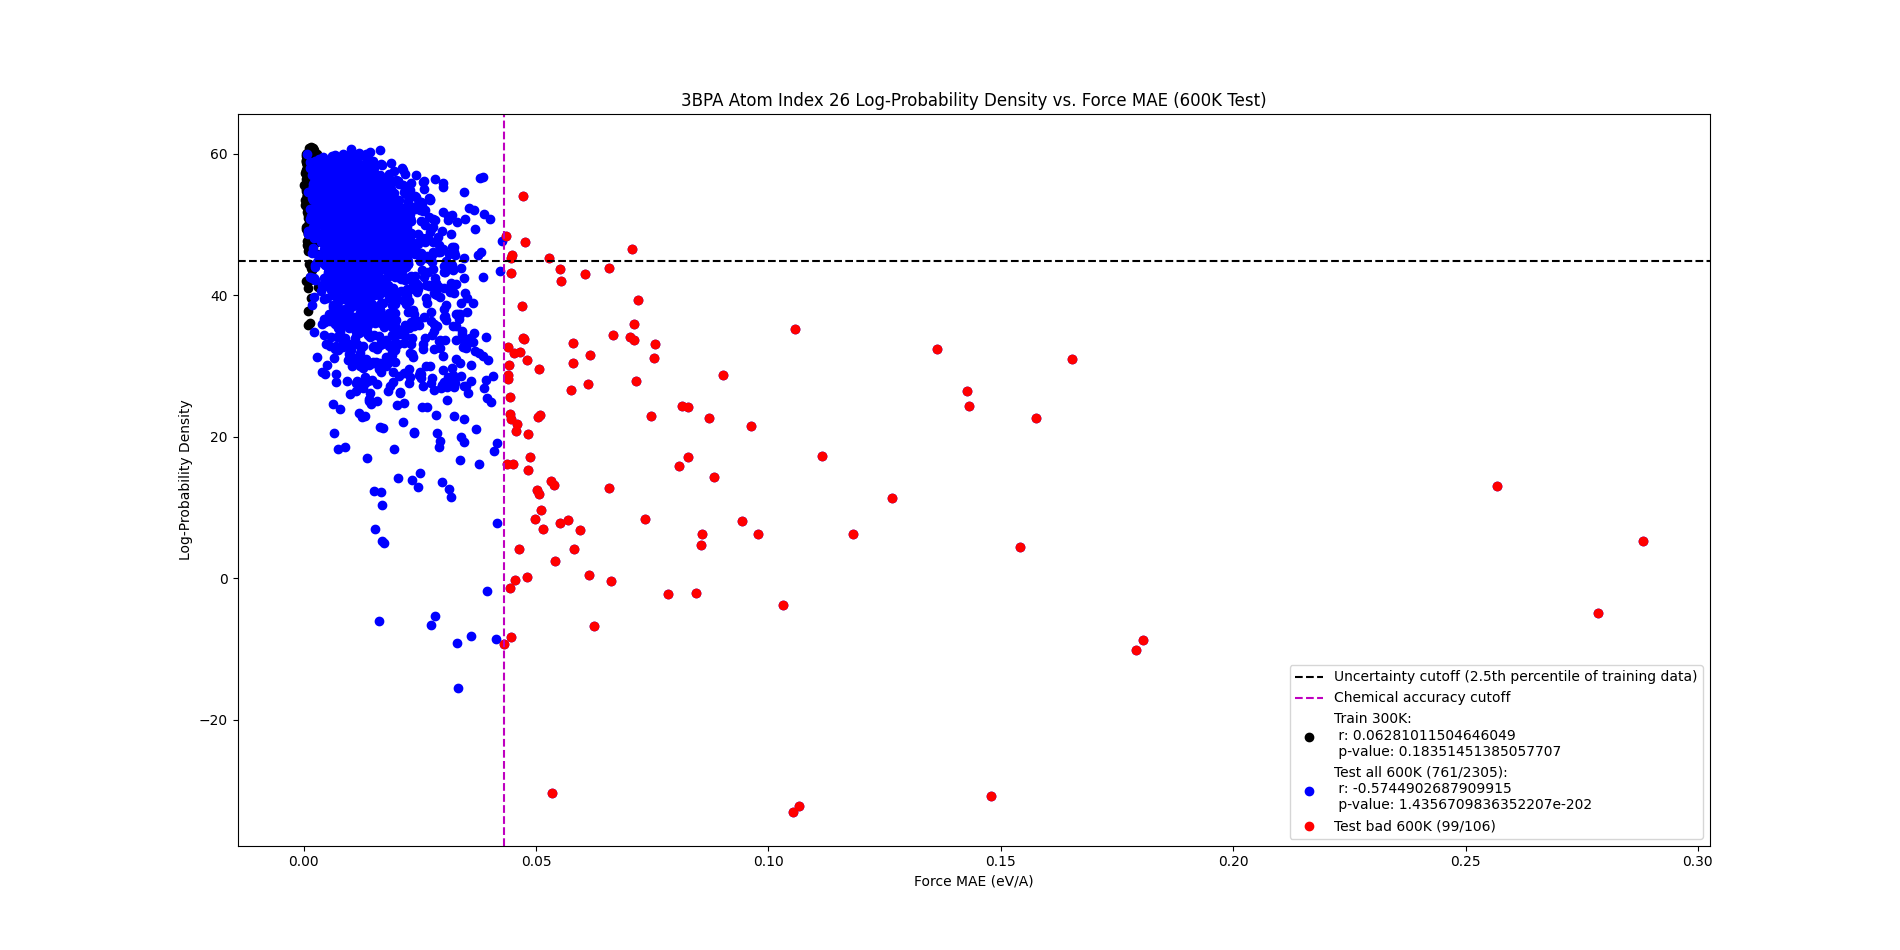 3BPA Atom Index 26 Log-Probability Density vs. Force MAE (600K Test)
Log-Probability Density
60
40
20
0
−20
0.00
0.05
0.10
0.15
0.20
0.25
0.30
Force MAE (eV/A)
Uncertainty cutoff (2.5th percentile of training data)
Chemical accuracy cutoff
Train 300K:
r: 0.06281011504646049
p-value: 0.18351451385057707
Test all 600K (761/2305):
r: -0.5744902687909915
p-value: 1.4356709836352207e-202
Test bad 600K (99/106)